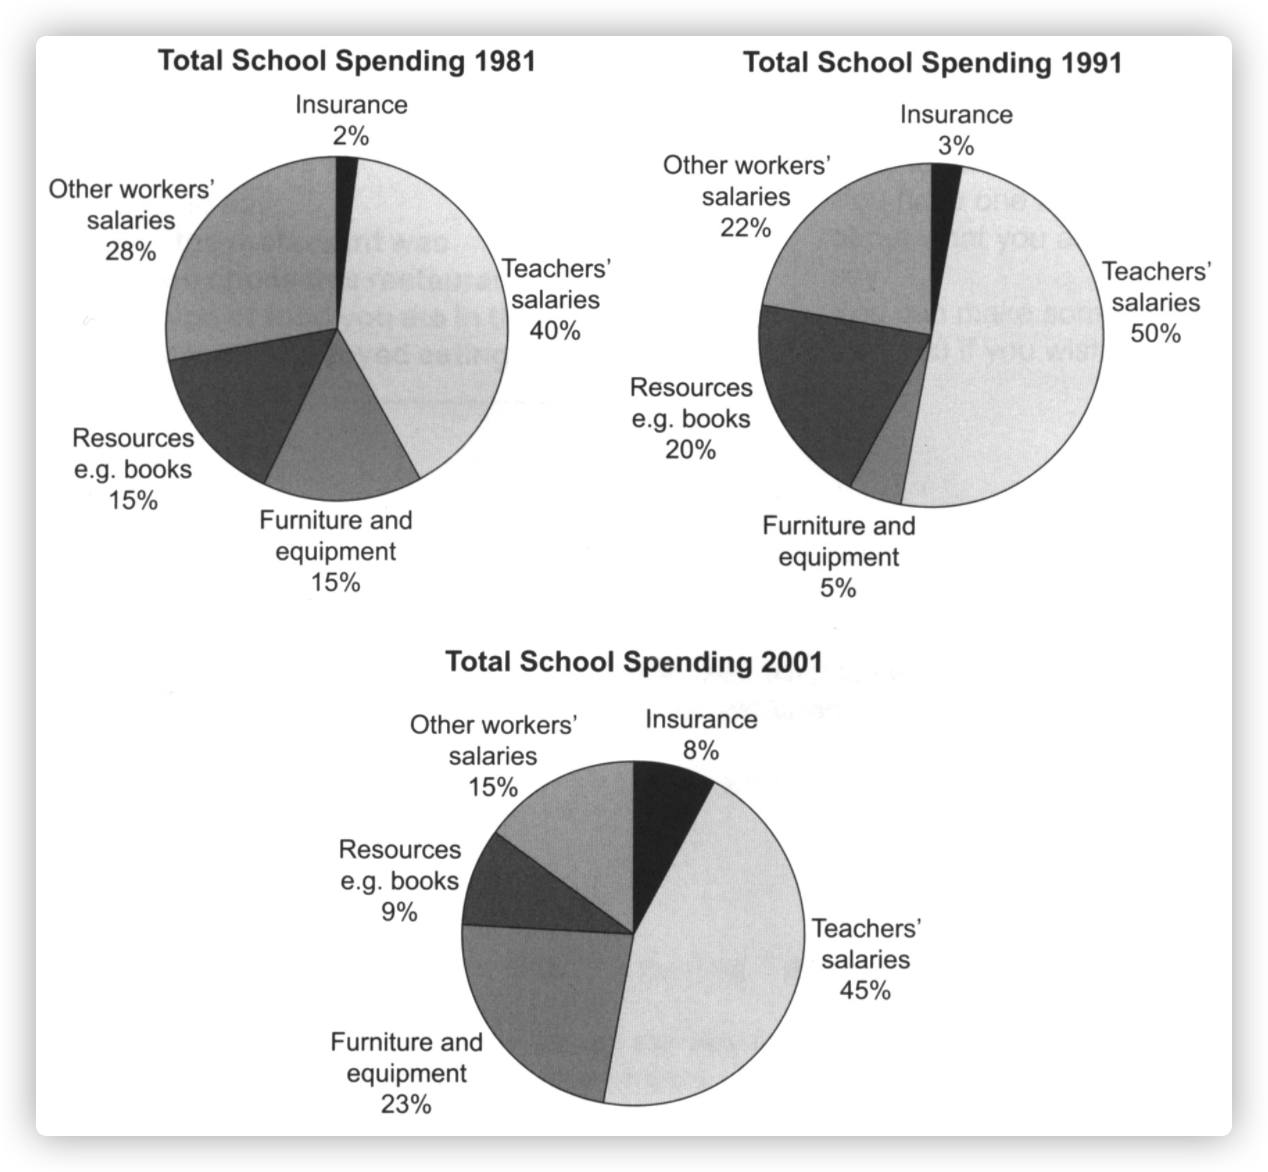 Total School Spending 1981
Insurance
2%
Other workers'
salaries
28%
Teachers'
salaries
40%
Resources
e.g. books
15%
Furniture and
equipment
15%
Total School Spending 1991
Insurance
3%
Other workers'
salaries
22%
Teachers'
salaries
50%
Resources
e.g. books
20%
Furniture and
equipment
5%
Total School Spending 2001
Other workers'
salaries
15%
Insurance
8%
Resources
e.g. books
9%
Teachers'
salaries
45%
Furniture and
equipment
23%